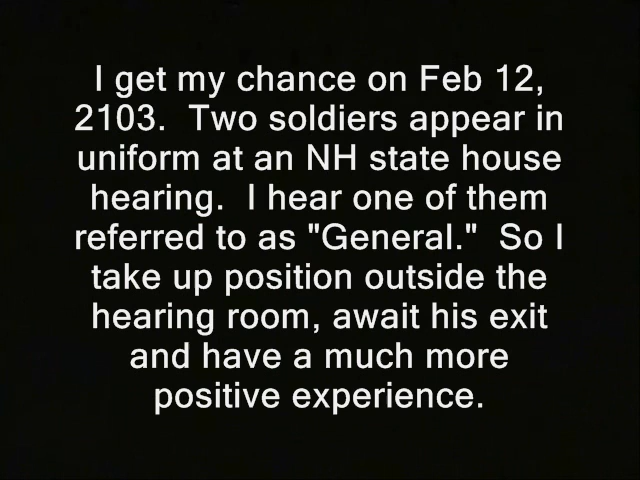 I get my chance on Feb 12,
2103.  Two soldiers appear in
uniform at an NH state house
hearing.  I hear one of them
referred to as "General."  So I
take up position outside the
hearing room, await his exit
and have a much more
positive experience.